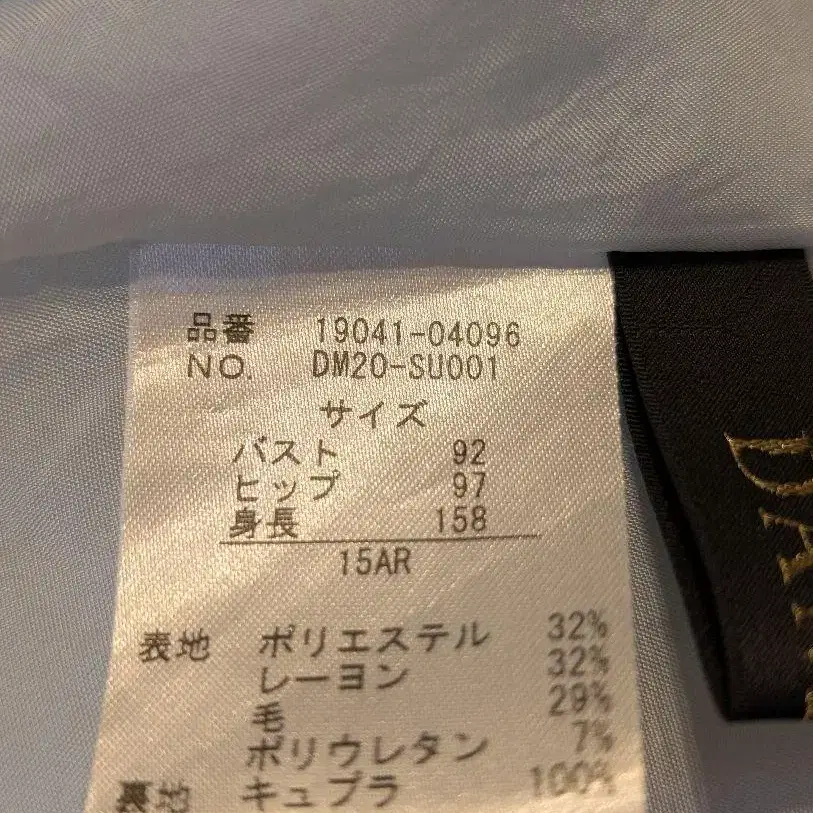 品番 19041-04096
NO. DM20-SU001
サイズ
バスト 92
ヒップ 97
身長 158
15AR
表地 ポリエステル 32%
レーヨン 32%
毛 29%
ポリウレタン 7%
裏地 キュプラ 100%